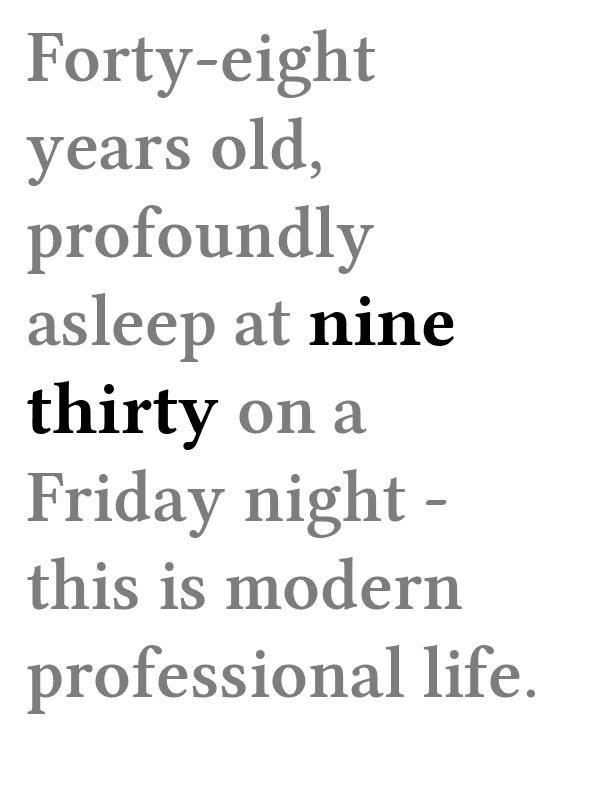 Forty-eight
years old,
profoundly
asleep at nine
thirty on a
Friday night -
this is modern
professional life.